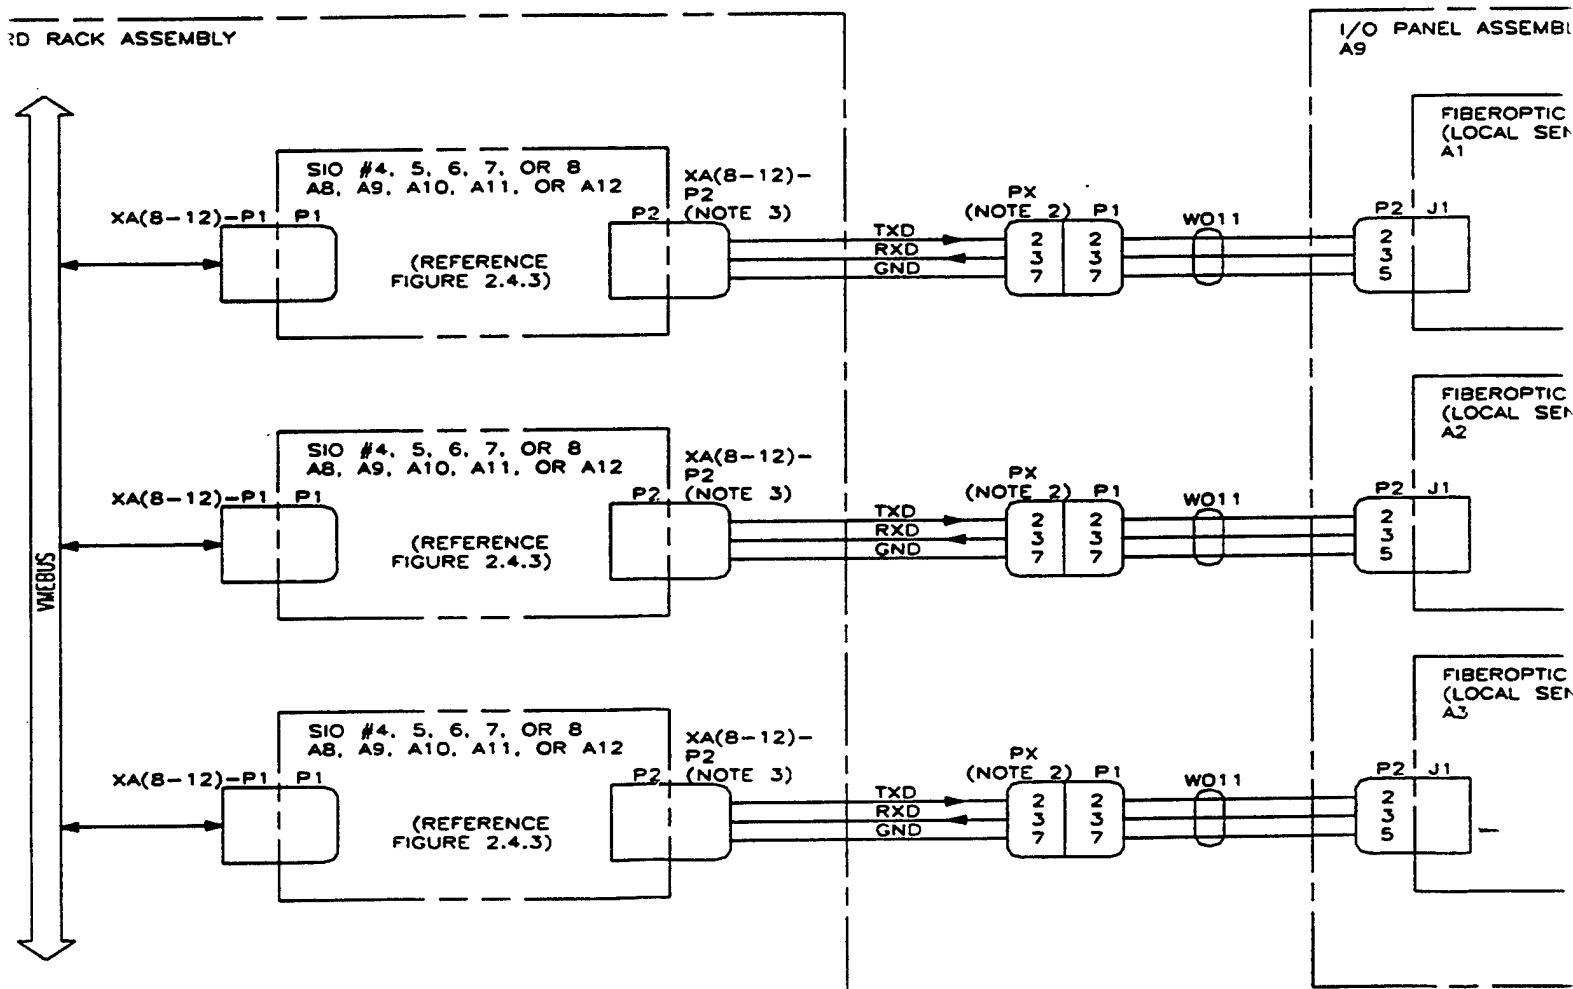 RD RACK ASSEMBLY
I/O PANEL ASSEMBL
A9
FIBEROPTIC
(LOCAL SEN
A1
SIO #4, 5, 6, 7, OR 8
A8, A9, A10, A11, OR A12
XA(8-12)-P1 P1
(REFERENCE
FIGURE 2.4.3)
P2
XA(8-12)-
P2
(NOTE 3)
TXD
RXD
GND
PX
(NOTE 2) P1
2 2
3 3
7 7
W011
P2 J1
2
3
5
FIBEROPTIC
(LOCAL SEN
A2
SIO #4, 5, 6, 7, OR 8
A8, A9, A10, A11, OR A12
XA(8-12)-P1 P1
(REFERENCE
FIGURE 2.4.3)
P2
XA(8-12)-
P2
(NOTE 3)
TXD
RXD
GND
PX
(NOTE 2) P1
2 2
3 3
7 7
W011
P2 J1
2
3
5
VMEBUS
FIBEROPTIC
(LOCAL SEN
A3
SIO #4, 5, 6, 7, OR 8
A8, A9, A10, A11, OR A12
XA(8-12)-P1 P1
(REFERENCE
FIGURE 2.4.3)
P2
XA(8-12)-
P2
(NOTE 3)
TXD
RXD
GND
PX
(NOTE 2) P1
2 2
3 3
7 7
W011
P2 J1
2
3
5